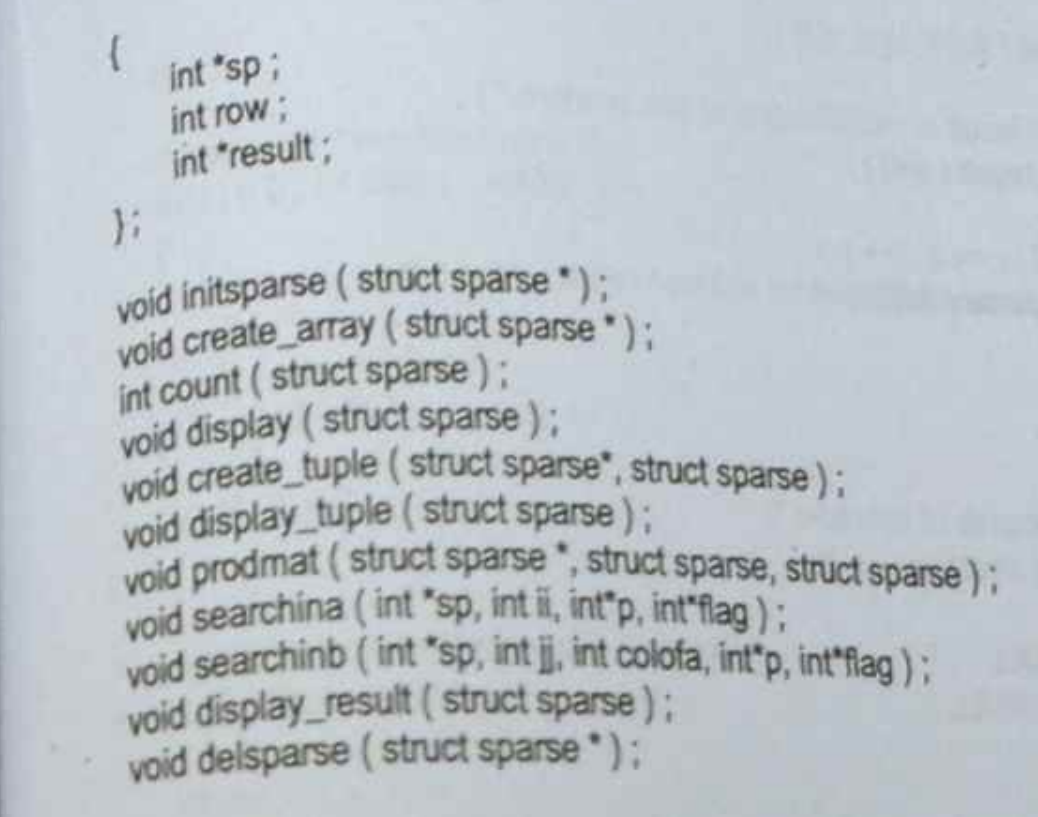 {
int *sp ;
int row ;
int *result ;
} ;
void initsparse ( struct sparse * ) ;
void create_array ( struct sparse * ) ;
int count ( struct sparse ) ;
void display ( struct sparse ) ;
void create_tuple ( struct sparse*, struct sparse ) ;
void display_tuple ( struct sparse ) ;
void prodmat ( struct sparse *, struct sparse, struct sparse ) ;
void searchina ( int *sp, int ii, int*p, int*flag ) ;
void searchinb ( int *sp, int jj, int colofa, int*p, int*flag ) ;
void display_result ( struct sparse ) ;
void delsparse ( struct sparse * ) ;